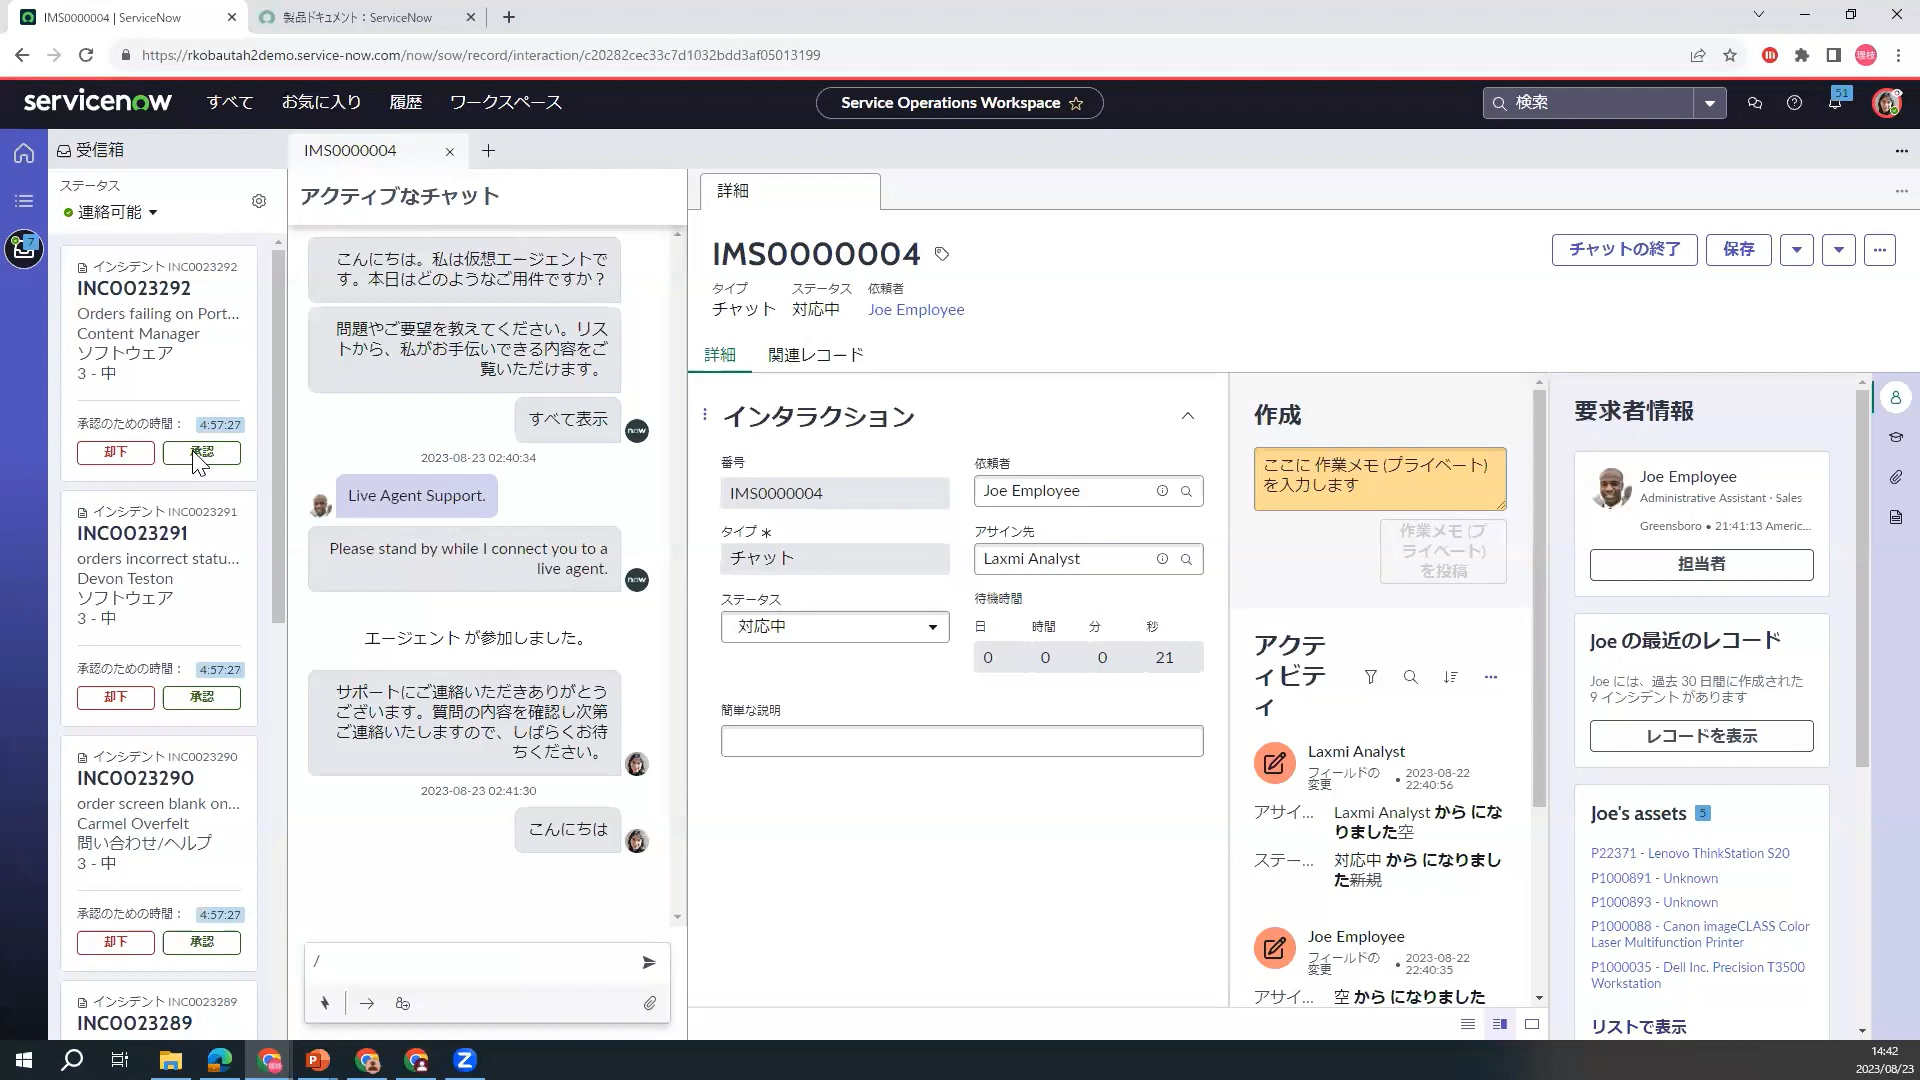 IMS0000004 | ServiceNow
製品ドキュメント：ServiceNow
https://rkobautah2demo.service-now.com/now/sow/record/interaction/c20282cec33c7d1032bdd3af05013199
理枝
servicenow
すべて
お気に入り
履歴
ワークスペース
Service Operations Workspace
検索
51
7
受信箱
ステータス
連絡可能
インシデント INC0023292
INC0023292
Orders failing on Port...
Content Manager
ソフトウェア
3 - 中
承認のための時間： 4:57:27
却下 承認
インシデント INC0023291
INC0023291
orders incorrect statu...
Devon Teston
ソフトウェア
3 - 中
承認のための時間： 4:57:27
却下 承認
インシデント INC0023290
INC0023290
order screen blank on...
Carmel Overfelt
問い合わせ/ヘルプ
3 - 中
承認のための時間： 4:57:27
却下 承認
インシデント INC0023289
INC0023289
IMS0000004
アクティブなチャット
こんにちは。私は仮想エージェントで
す。本日はどのようなご用件ですか？
問題やご要望を教えてください。リス
トから、私がお手伝いできる内容をご
覧いただけます。
すべて表示
now
2023-08-23 02:40:34
Live Agent Support.
Please stand by while I connect you to a
live agent.
now
エージェント が参加しました。
サポートにご連絡いただきありがとう
ございます。質問の内容を確認し次第
ご連絡いたしますので、しばらくお待
ちください。
2023-08-23 02:41:30
こんにちは
/
詳細
IMS0000004
チャットの終了
保存
タイプ ステータス 依頼者
チャット 対応中 Joe Employee
詳細
関連レコード
インタラクション
番号
IMS0000004
依頼者
Joe Employee
タイプ
チャット
アサイン先
Laxmi Analyst
ステータス
対応中
待機時間
日 時間 分 秒
0 0 0 21
簡単な説明
作成
ここに 作業メモ (プライベート)
を入力します
作業メモ (プ
ライベート)
を投稿
アクテ
ィビテ
ィ
Laxmi Analyst
フィールドの
変更
• 2023-08-22
22:40:56
アサイ... Laxmi Analyst から にな
りました空
ステー... 対応中 から になりまし
た新規
Joe Employee
フィールドの
変更
• 2023-08-22
22:40:35
アサイ... 空 から になりました
要求者情報
Joe Employee
Administrative Assistant • Sales
Greensboro • 21:41:13 Americ...
担当者
Joe の最近のレコード
Joe には、過去 30 日間に作成された
9 インシデント があります
レコードを表示
Joe's assets 5
P22371 - Lenovo ThinkStation S20
P1000891 - Unknown
P1000893 - Unknown
P1000088 - Canon imageCLASS Color
Laser Multifunction Printer
P1000035 - Dell Inc. Precision T3500
Workstation
リストで表示
14:42
2023/08/23